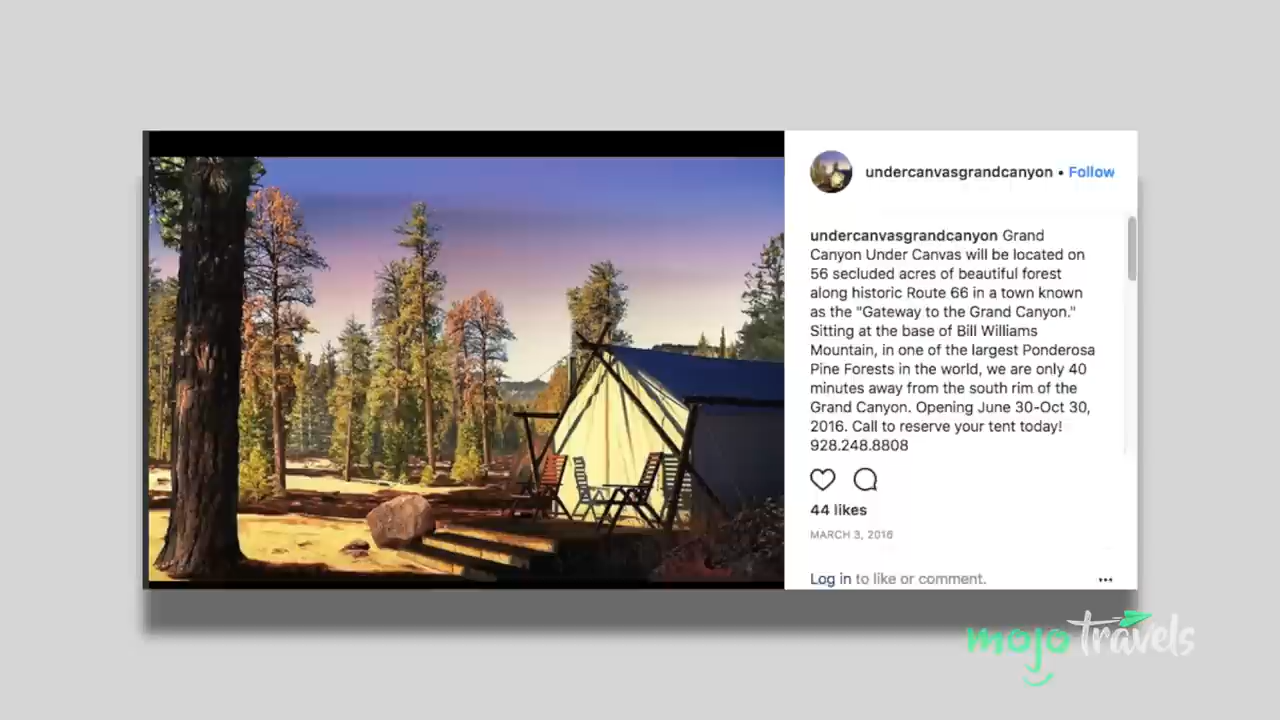 undercanvasgrandcanyon • Follow
undercanvasgrandcanyon Grand
Canyon Under Canvas will be located on
56 secluded acres of beautiful forest
along historic Route 66 in a town known
as the "Gateway to the Grand Canyon."
Sitting at the base of Bill Williams
Mountain, in one of the largest Ponderosa
Pine Forests in the world, we are only 40
minutes away from the south rim of the
Grand Canyon. Opening June 30-Oct 30,
2016. Call to reserve your tent today!
928.248.8808
44 likes
MARCH 3, 2016
Log in to like or comment.
mojo travels